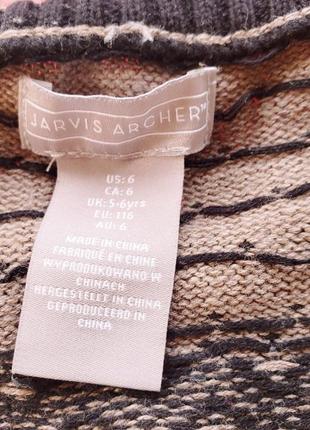 JARVIS ARCHER™
US: 6
CA: 6
UK: 5-6yrs
EU: 116
AU: 6
MADE IN CHINA
FABRIQUÉ EN CHINE
WYPRODUKOWANO W
CHINACH
HERGESTELLT IN CHINA
GEPRODUCEERD IN
CHINA